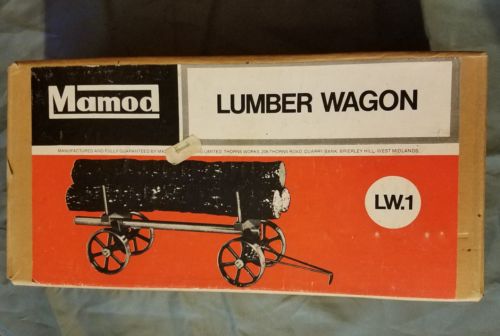 Mamod
LUMBER WAGON
MANUFACTURED AND FULLY GUARANTEED BY LIMITED THORNS WORKS, 206 THORNS ROAD, QUARRY BANK, BRIERLEY HILL-WEST MIDLANDS.
LW.1